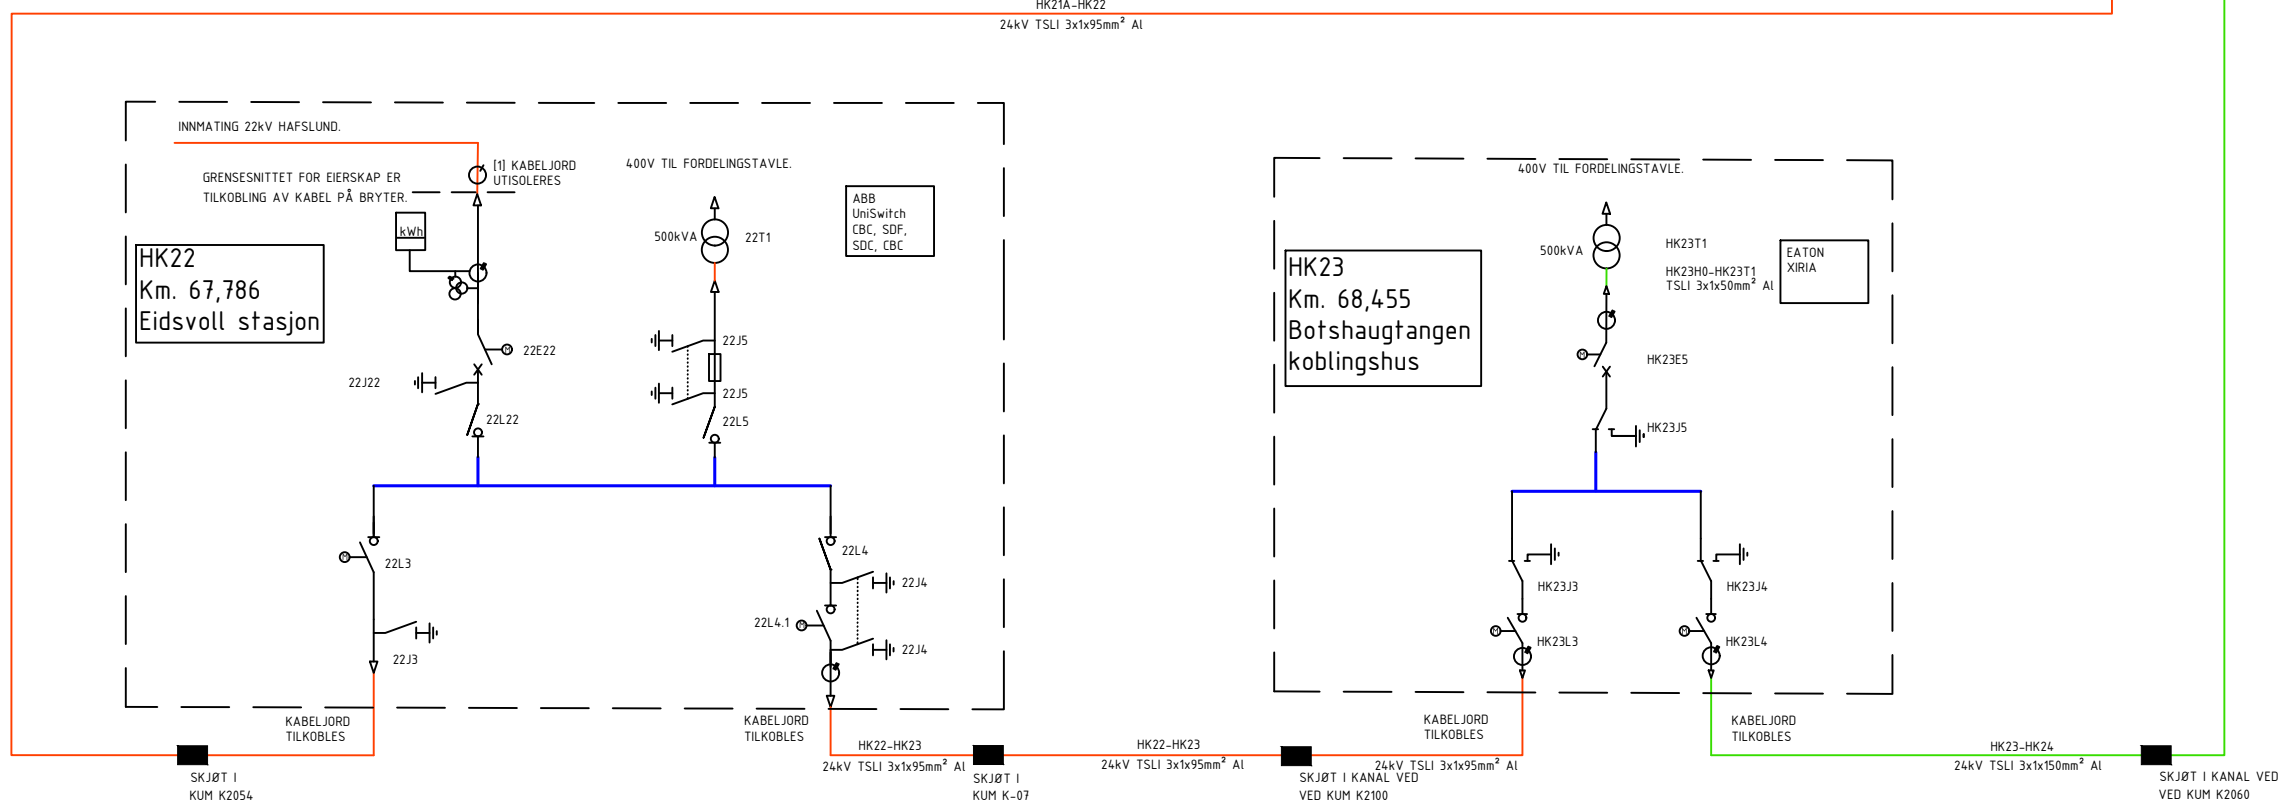 HK21A-HK22
24kV TSLI 3x1x95mm² Al
INNMATING 22kV HAFSLUND.
GRENSESNITTET FOR EIERSKAP ER
TILKOBLING AV KABEL PÅ BRYTER.
[1] KABELJORD
UTISOLERES
kWh
HK22
Km. 67,786
Eidsvoll stasjon
M
22E22
22J22
22L22
400V TIL FORDELINGSTAVLE.
500kVA
22T1
22J5
22J5
22L5
ABB
UniSwitch
CBC, SDF,
SDC, CBC
M
22L3
22J3
22L4
22J4
M
22L4.1
22J4
KABELJORD
TILKOBLES
KABELJORD
TILKOBLES
SKJØT I
KUM K2054
HK22-HK23
24kV TSLI 3x1x95mm² Al
SKJØT I
KUM K-07
HK22-HK23
24kV TSLI 3x1x95mm² Al
SKJØT I KANAL VED
VED KUM K2100
24kV TSLI 3x1x95mm² Al
HK23
Km. 68,455
Botshaugtangen
koblingshus
400V TIL FORDELINGSTAVLE.
500kVA
HK23T1
HK23H0-HK23T1
TSLI 3x1x50mm² Al
EATON
XIRIA
M
HK23E5
HK23J5
HK23J3
M
HK23L3
HK23J4
M
HK23L4
KABELJORD
TILKOBLES
KABELJORD
TILKOBLES
HK23-HK24
24kV TSLI 3x1x150mm² Al
SKJØT I KANAL VED
VED KUM K2060